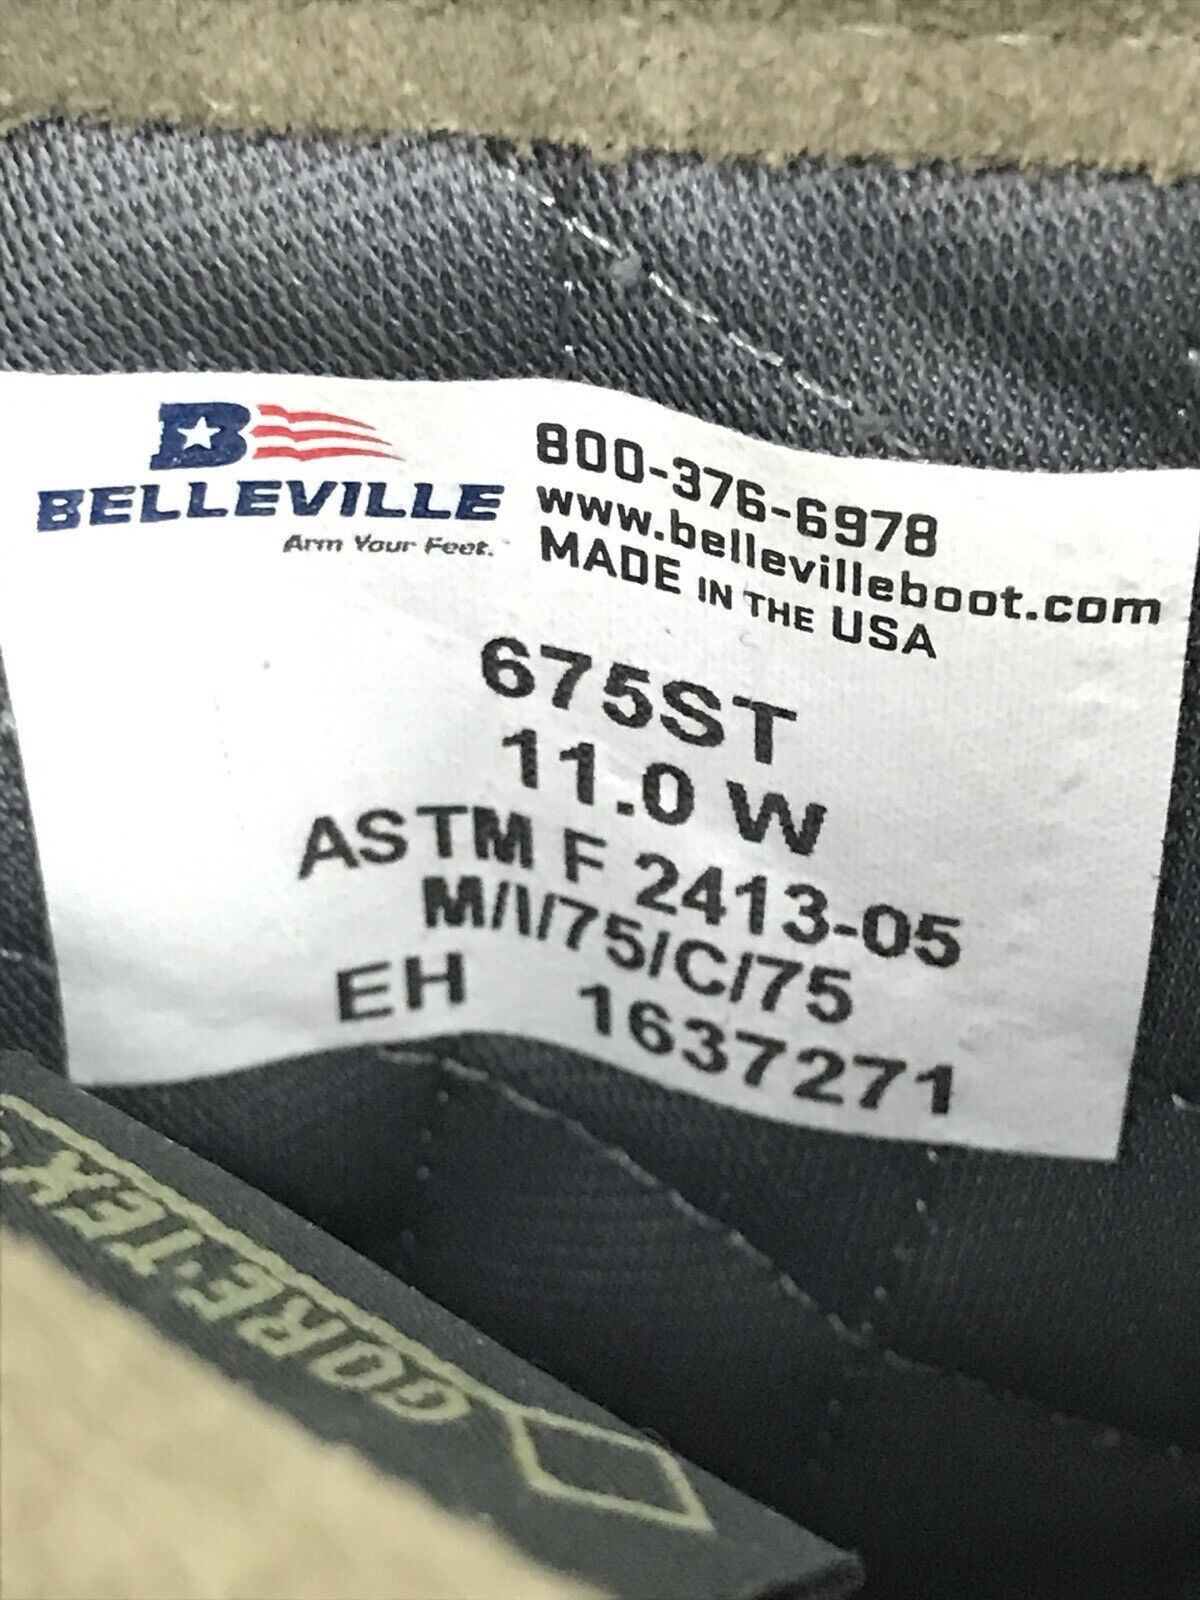 B
BELLEVILLE
Arm Your Feet.
800-376-6978
www.bellevilleboot.com
MADE IN THE USA
675ST
11.0 W
ASTM F 2413-05
M/I/75/C/75
EH 1637271
GORE-TEX